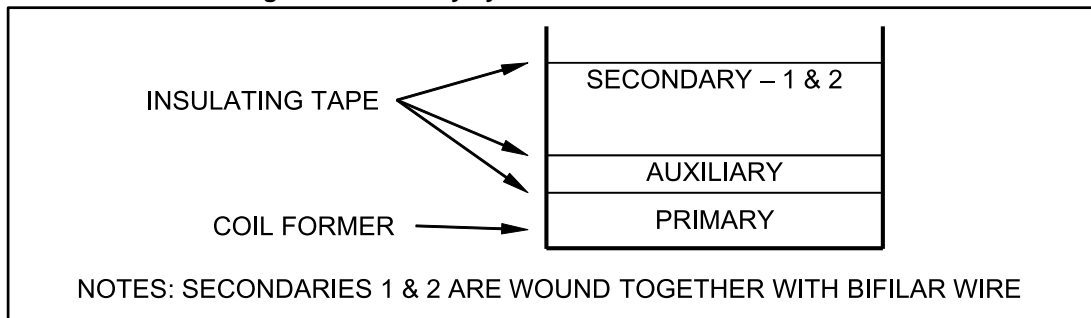 SECONDARY – 1 & 2
INSULATING TAPE
AUXILIARY
PRIMARY
COIL FORMER
NOTES: SECONDARIES 1 & 2 ARE WOUND TOGETHER WITH BIFILAR WIRE